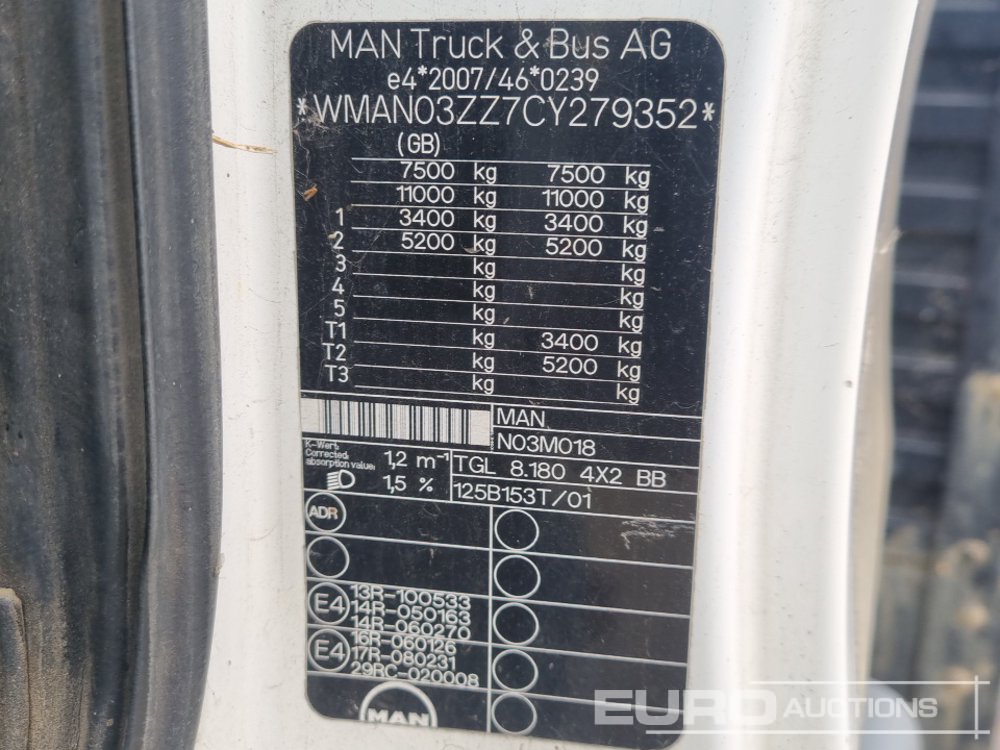 MAN Truck & Bus AG
e4*2007/46*0239
*WMAN03ZZ7CY279352*
(GB)
7500 kg 7500 kg
11000 kg 11000 kg
1 3400 kg 3400 kg
2 5200 kg 5200 kg
3 kg kg
4 kg kg
5 kg kg
T1 kg 3400 kg
T2 kg 5200 kg
T3 kg kg
MAN
N03M018
K-Wert,
Corrected
absorption value: 1,2 m⁻¹ TGL 8.180 4X2 BB
1,5 % 125B153T/01
ADR
E4 13R-100533
14R-050163
14R-060270
E4 16R-060126
17R-080231
29RC-020008
MAN
EURO AUCTIONS